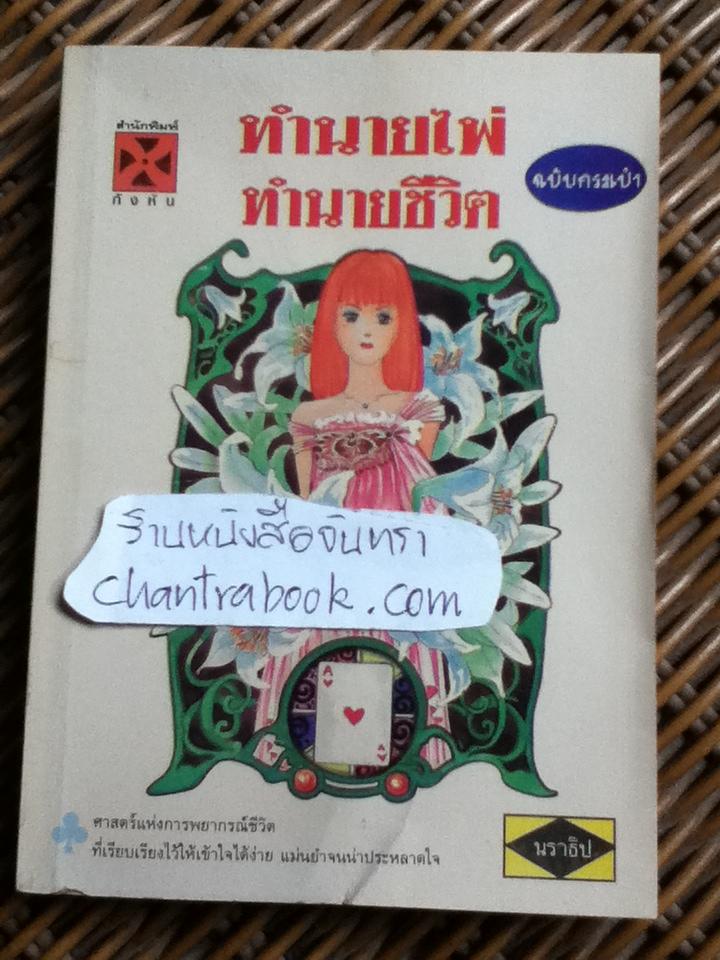 สำนักพิมพ์
กังหัน
ทำนายไพ่
ทำนายชีวิต
ฉบับกระเป๋า
ร้านหนังสือจันทรา
chantrabook.com
A
A
ศาสตร์แห่งการพยากรณ์ชีวิต
ที่เรียบเรียงไว้ให้เข้าใจได้ง่าย แม่นยำจนน่าประหลาดใจ
นราธิป